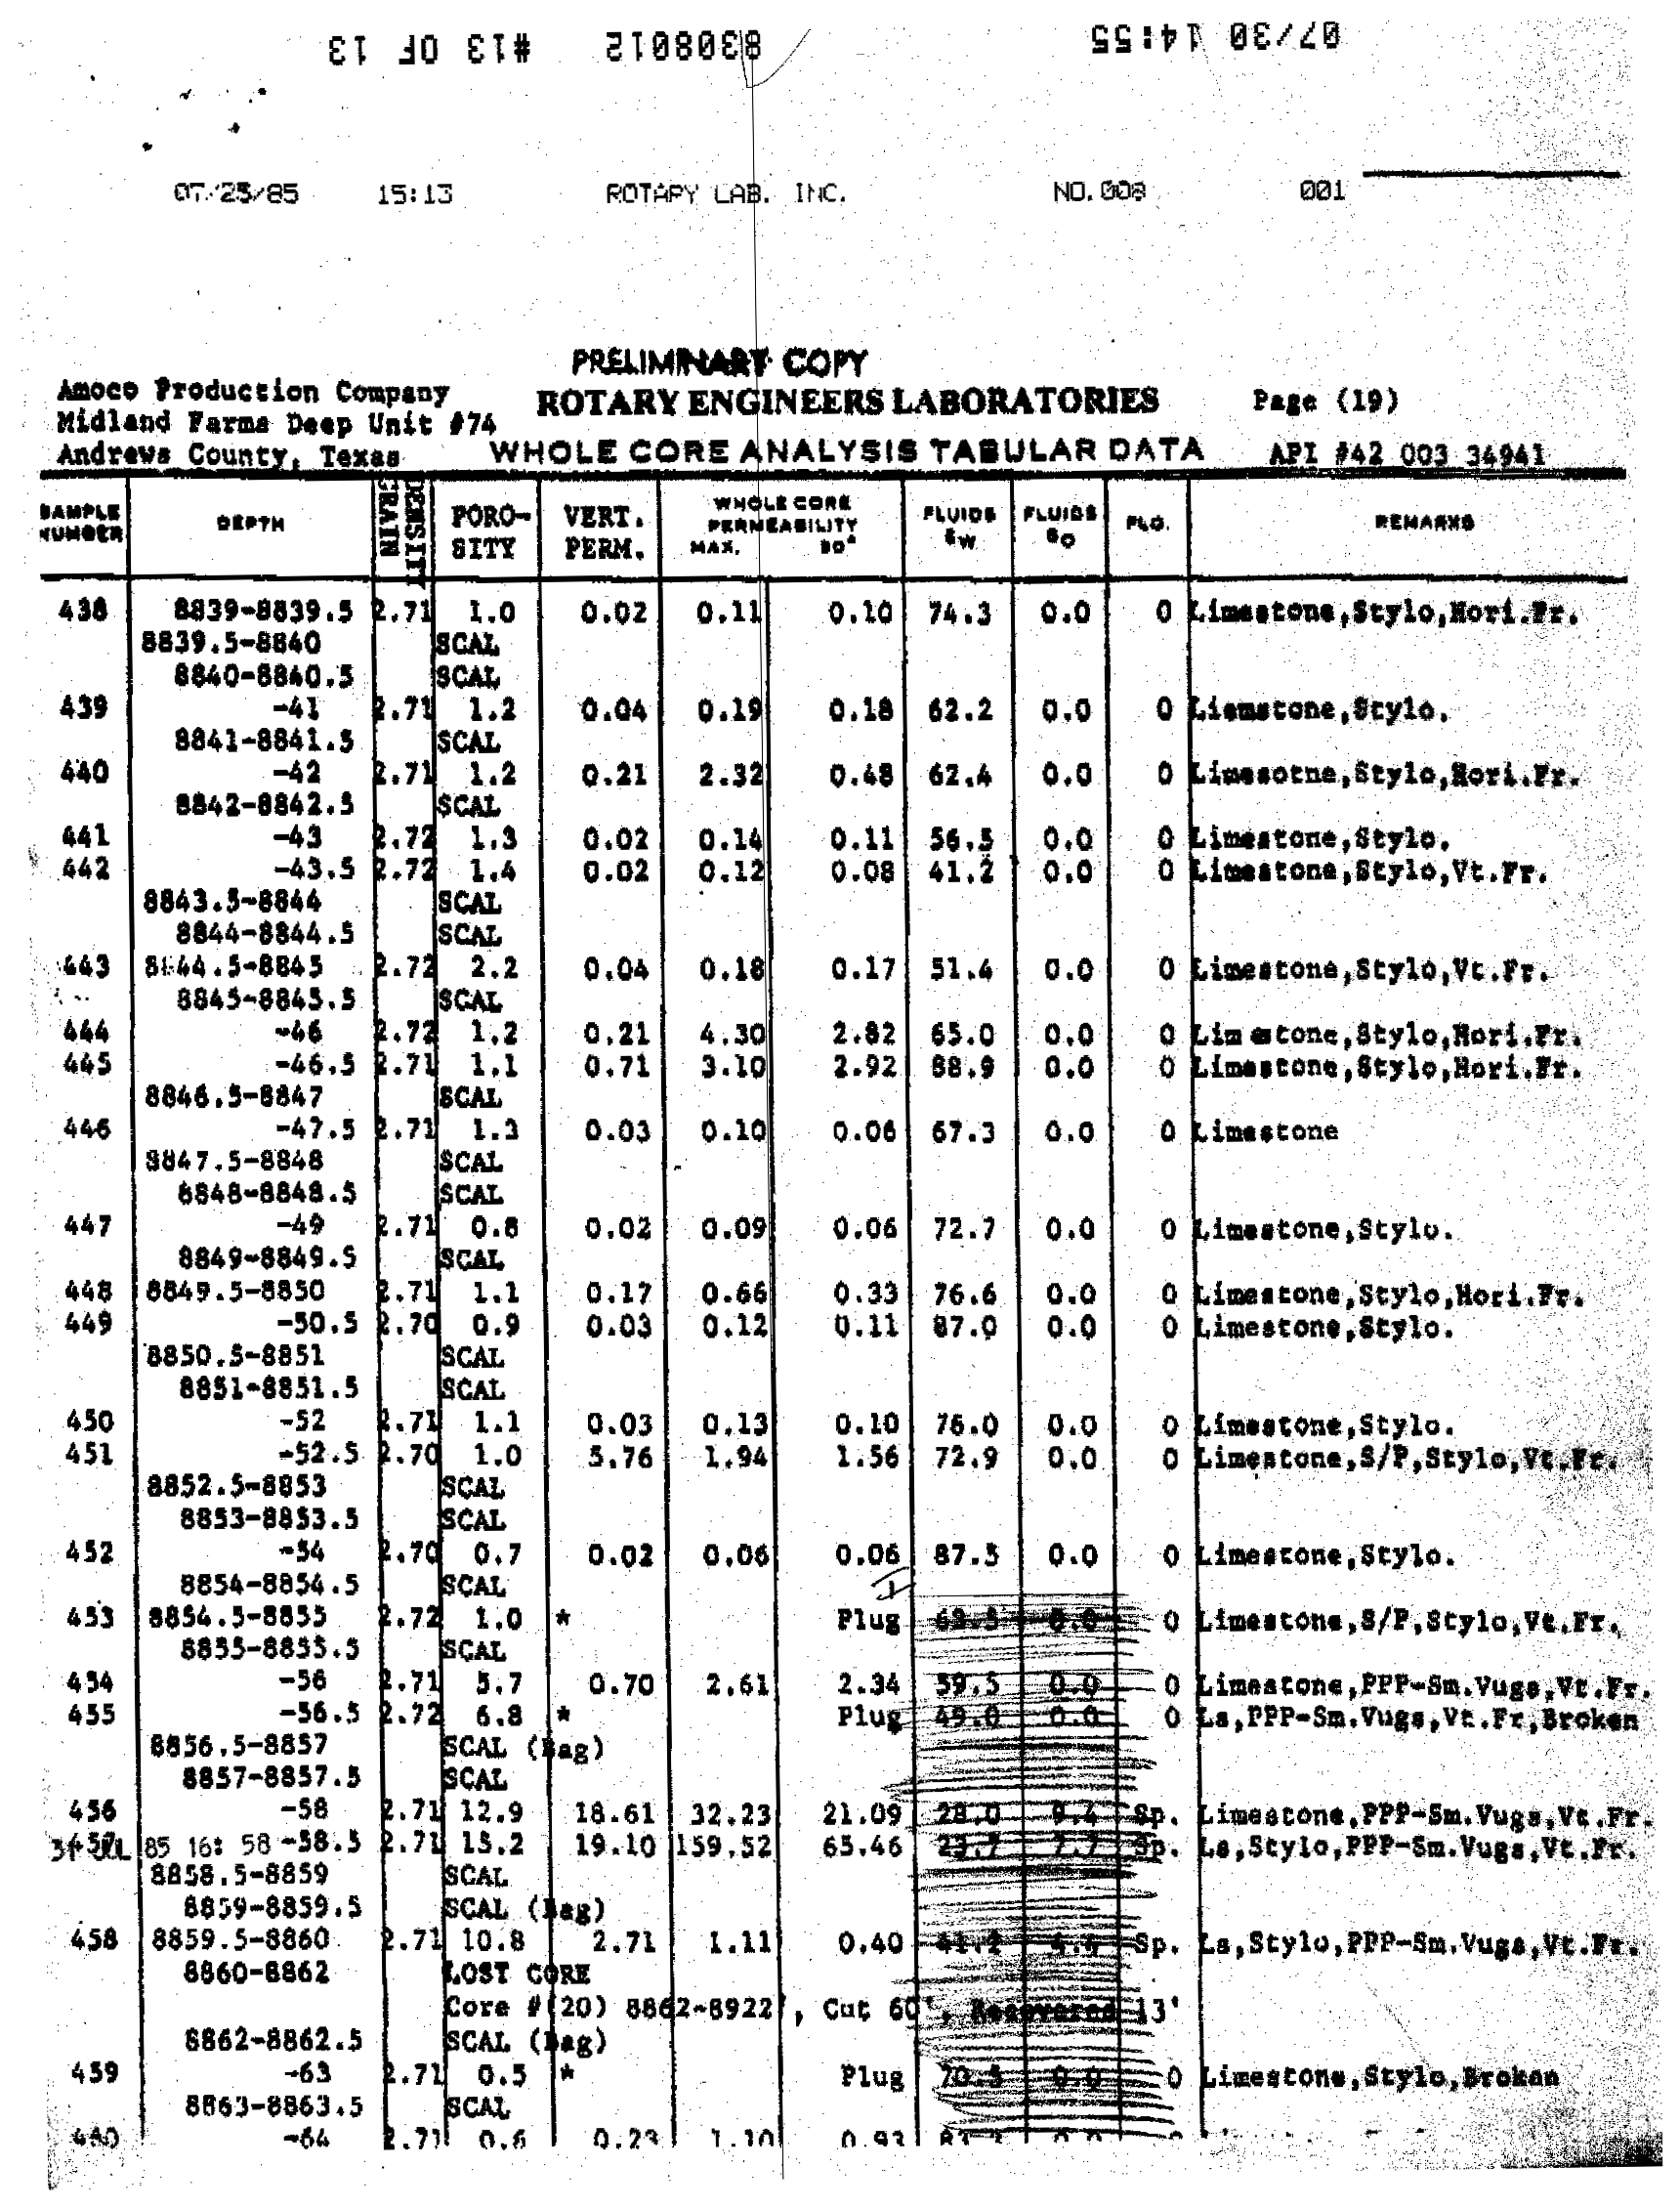 07/30 14:55 8308012 #13 OF 13
07/25/85 15:13 ROTARY LAB. INC. NO.008 001
PRELIMINARY COPY
Amoco Production Company
ROTARY ENGINEERS LABORATORIES Page (19)
Midland Farms Deep Unit #74
Andrews County, Texas WHOLE CORE ANALYSIS TABULAR DATA API #42 003 34941
SAMPLE NUMBER DEPTH GRAIN DENSITY PORO-SITY VERT. PERM. WHOLE CORE PERMEABILITY MAX. 90° FLUIDS SW FLUIDS SO FLO. REMARKS
438 8839-8839.5 2.71 1.0 0.02 0.11 0.10 74.3 0.0 0 Limestone,Stylo,Hori.Fr.
8839.5-8840 SCAL
8840-8840.5 SCAL
439 -41 2.71 1.2 0.04 0.19 0.18 62.2 0.0 0 Liemstone,Stylo.
8841-8841.5 SCAL
440 -42 2.71 1.2 0.21 2.32 0.48 62.4 0.0 0 Limesotne,Stylo,Hori.Fr.
8842-8842.5 SCAL
441 -43 2.72 1.3 0.02 0.14 0.11 56.5 0.0 0 Limestone,Stylo.
442 -43.5 2.72 1.4 0.02 0.12 0.08 41.2 0.0 0 Limestone,Stylo,Vt.Fr.
8843.5-8844 SCAL
8844-8844.5 SCAL
443 8844.5-8845 2.72 2.2 0.04 0.18 0.17 51.4 0.0 0 Limestone,Stylo,Vt.Fr.
8845-8845.5 SCAL
444 -46 2.72 1.2 0.21 4.30 2.82 65.0 0.0 0 Limestone,Stylo,Hori.Fr.
445 -46.5 2.71 1.1 0.71 3.10 2.92 88.9 0.0 0 Limestone,Stylo,Hori.Fr.
8846.5-8847 SCAL
446 -47.5 2.71 1.3 0.03 0.10 0.06 67.3 0.0 0 Limestone
8847.5-8848 SCAL
8848-8848.5 SCAL
447 -49 2.71 0.8 0.02 0.09 0.06 72.7 0.0 0 Limestone,Stylo.
8849-8849.5 SCAL
448 8849.5-8850 2.71 1.1 0.17 0.66 0.33 76.6 0.0 0 Limestone,Stylo,Hori.Fr.
449 -50.5 2.70 0.9 0.03 0.12 0.11 87.0 0.0 0 Limestone,Stylo.
8850.5-8851 SCAL
8851-8851.5 SCAL
450 -52 2.71 1.1 0.03 0.13 0.10 76.0 0.0 0 Limestone,Stylo.
451 -52.5 2.70 1.0 5.76 1.94 1.56 72.9 0.0 0 Limestone,S/P,Stylo,Vt.Fr.
8852.5-8853 SCAL
8853-8853.5 SCAL
452 -54 2.70 0.7 0.02 0.06 0.06 87.5 0.0 0 Limestone,Stylo.
8854-8854.5 SCAL
453 8854.5-8855 2.72 1.0 * Plug 0.0 0 Limestone,S/P,Stylo,Vt.Fr.
8855-8855.5 SCAL
454 -56 2.71 5.7 0.70 2.61 2.34 59.5 0.0 0 Limestone,PPP-Sm.Vugs,Vt.Fr.
455 -56.5 2.72 6.8 * Plug 49.0 0.0 0 Ls,PPP-Sm.Vugs,Vt.Fr,Broken
8856.5-8857 SCAL (Bag)
8857-8857.5 SCAL
456 -58 2.71 12.9 18.61 32.23 21.09 28.0 9.4 Sp. Limestone,PPP-Sm.Vugs,Vt.Fr.
31 JUL 85 16: 58 -58.5 2.71 15.2 19.10 159.52 65.46 23.7 7.7 Sp. Ls,Stylo,PPP-Sm.Vugs,Vt.Fr.
8858.5-8859 SCAL
8859-8859.5 SCAL (Bag)
458 8859.5-8860 2.71 10.8 2.71 1.11 0.40 4.4 Sp. Ls,Stylo,PPP-Sm.Vugs,Vt.Fr.
8860-8862 LOST CORE
Core #(20) 8862-8922', Cut 60', Recovered 13'
8862-8862.5 SCAL (Bag)
459 -63 2.71 0.5 * Plug 70.5 0.0 0 Limestone,Stylo,Broken
8863-8863.5 SCAL
460 -64 2.71 0.6 0.23 1.10 0.93 0.0